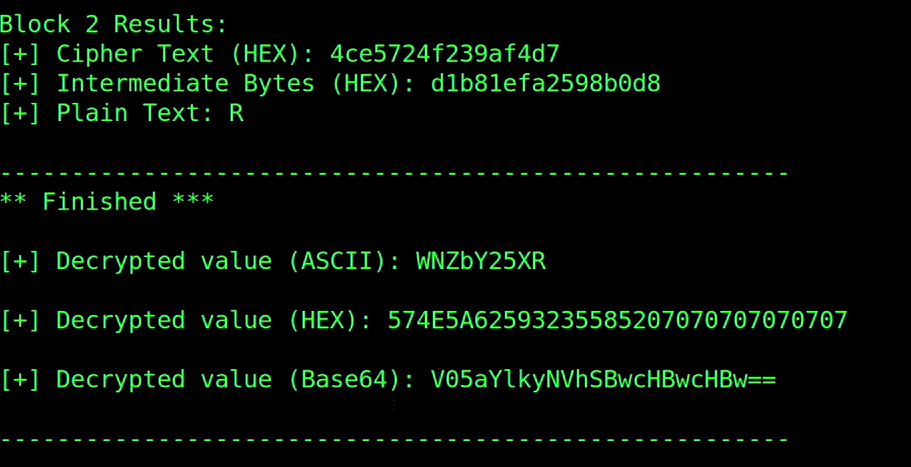 Block 2 Results:
[+] Cipher Text (HEX): 4ce5724f239af4d7
[+] Intermediate Bytes (HEX): d1b81efa2598b0d8
[+] Plain Text: R
-------------------------------------------------------
** Finished ***
[+] Decrypted value (ASCII): WNZbY25XR
[+] Decrypted value (HEX): 574E5A62593235585207070707070707
[+] Decrypted value (Base64): V05aYlkyNVhSBwcHBwcHBw==
-------------------------------------------------------